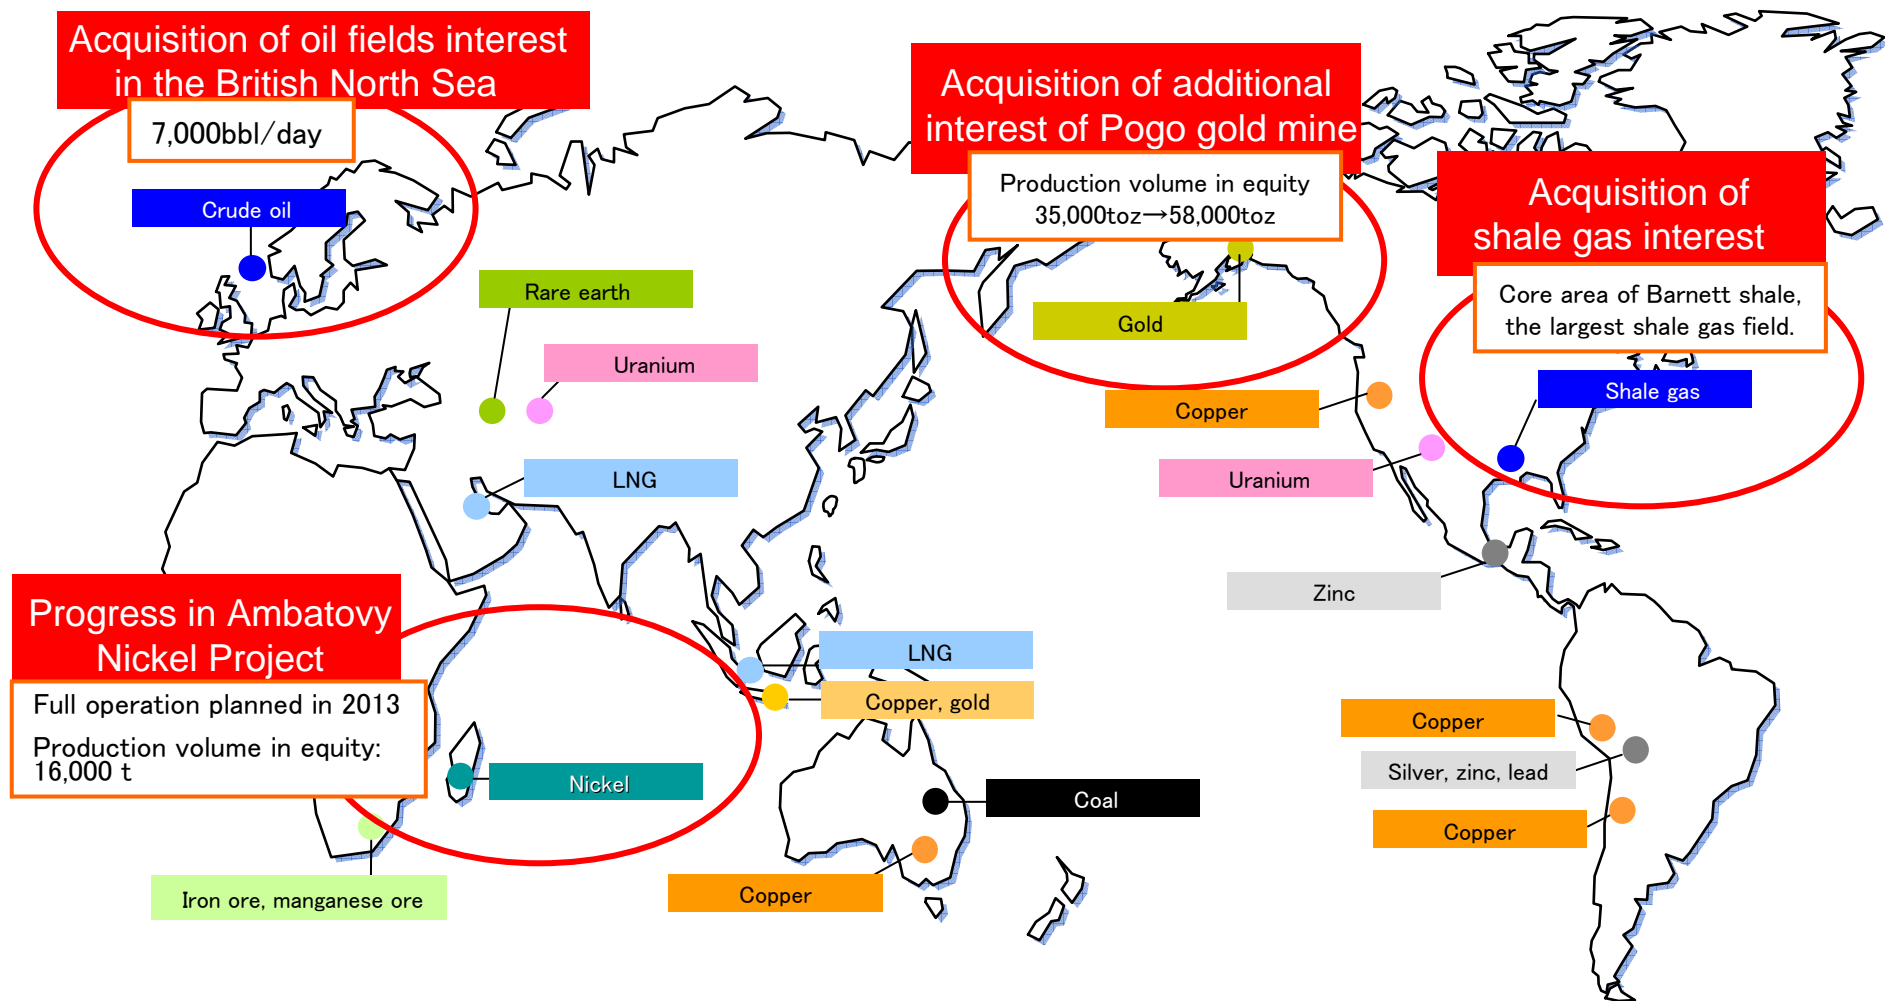 Acquisition of oil fields interest
in the British North Sea
7,000bbl/day
Crude oil
Acquisition of additional
interest of Pogo gold mine
Production volume in equity
35,000toz→58,000toz
Gold
Acquisition of
shale gas interest
Core area of Barnett shale,
the largest shale gas field.
Shale gas
Rare earth
Uranium
LNG
Copper
Uranium
Zinc
Progress in Ambatovy
Nickel Project
Full operation planned in 2013
Production volume in equity:
16,000 t
Nickel
LNG
Copper, gold
Coal
Copper
Iron ore, manganese ore
Copper
Silver, zinc, lead
Copper